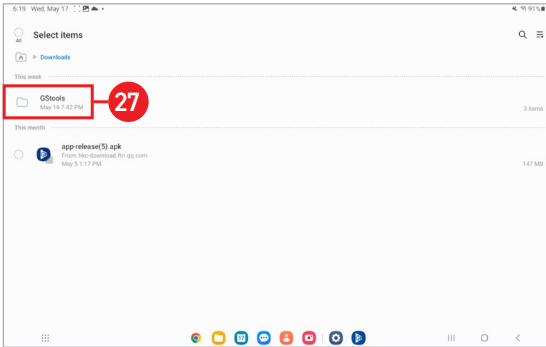 6:19 Wed, May 17
91%
All
Select items
Downloads
This week
GStools
May 16 7:42 PM
3 items
27
This month
app-release(5).apk
From: hkc-download.ftn.qq.com
May 5 1:17 PM
147 MB